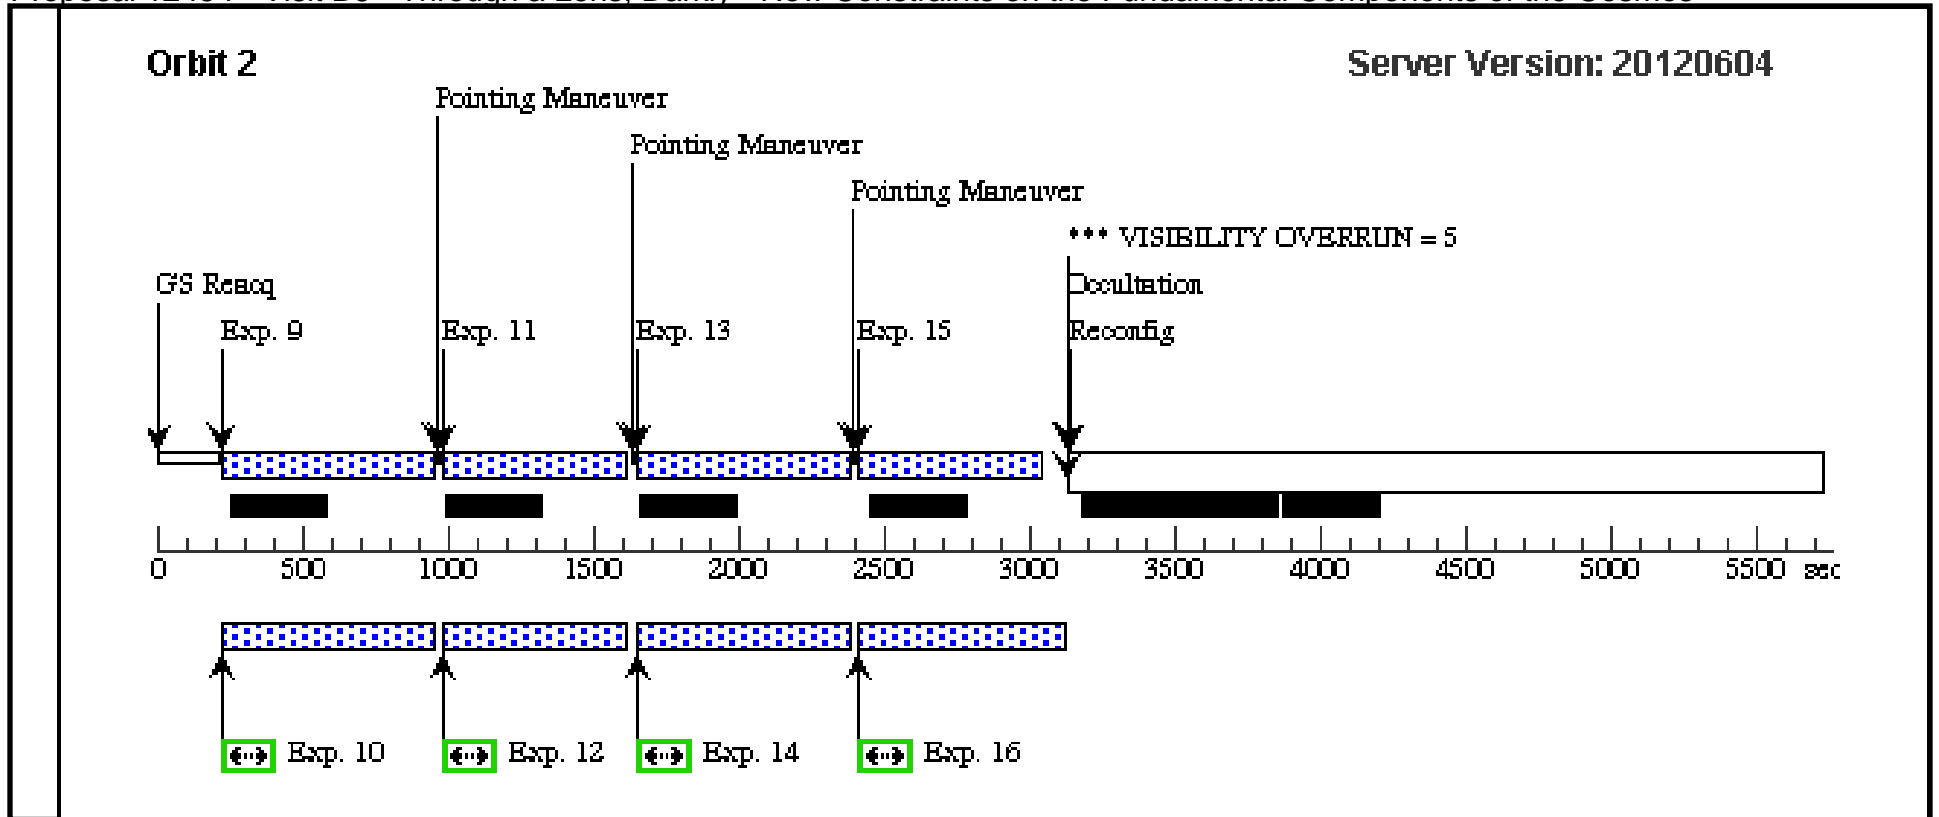 Orbit 2
Server Version: 20120604
Pointing Maneuver
Pointing Maneuver
Pointing Maneuver
*** VISIBILITY OVERRUN = 5
GS Reacq
Occultation
Exp. 9
Exp. 11
Exp. 13
Exp. 15
Reconfig
0 500 1000 1500 2000 2500 3000 3500 4000 4500 5000 5500 sec
Exp. 10
Exp. 12
Exp. 14
Exp. 16